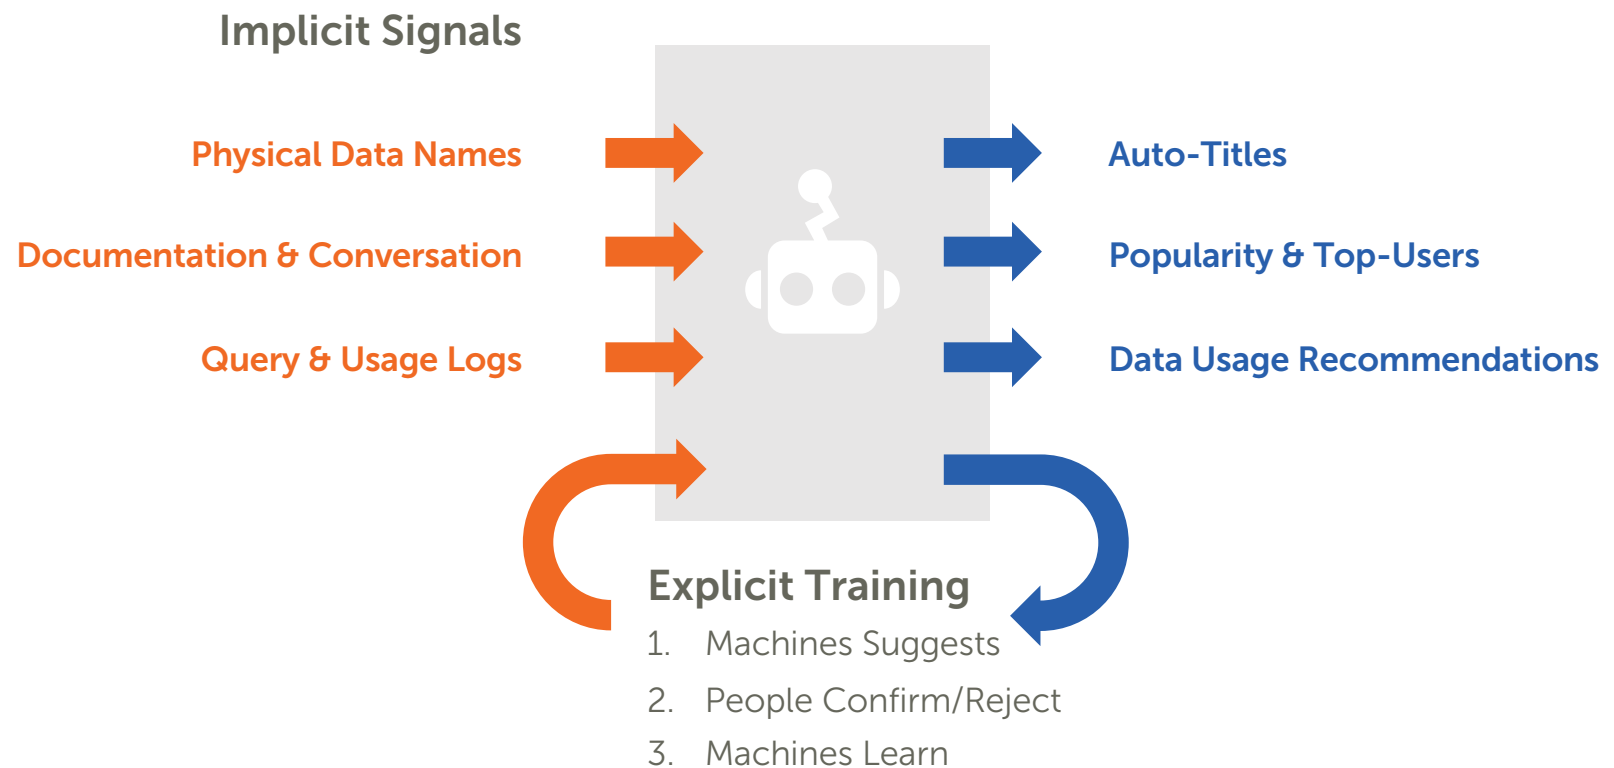 Implicit Signals
Physical Data Names
Auto-Titles
Documentation & Conversation
Popularity & Top-Users
Query & Usage Logs
Data Usage Recommendations
Explicit Training
1. Machines Suggests
2. People Confirm/Reject
3. Machines Learn